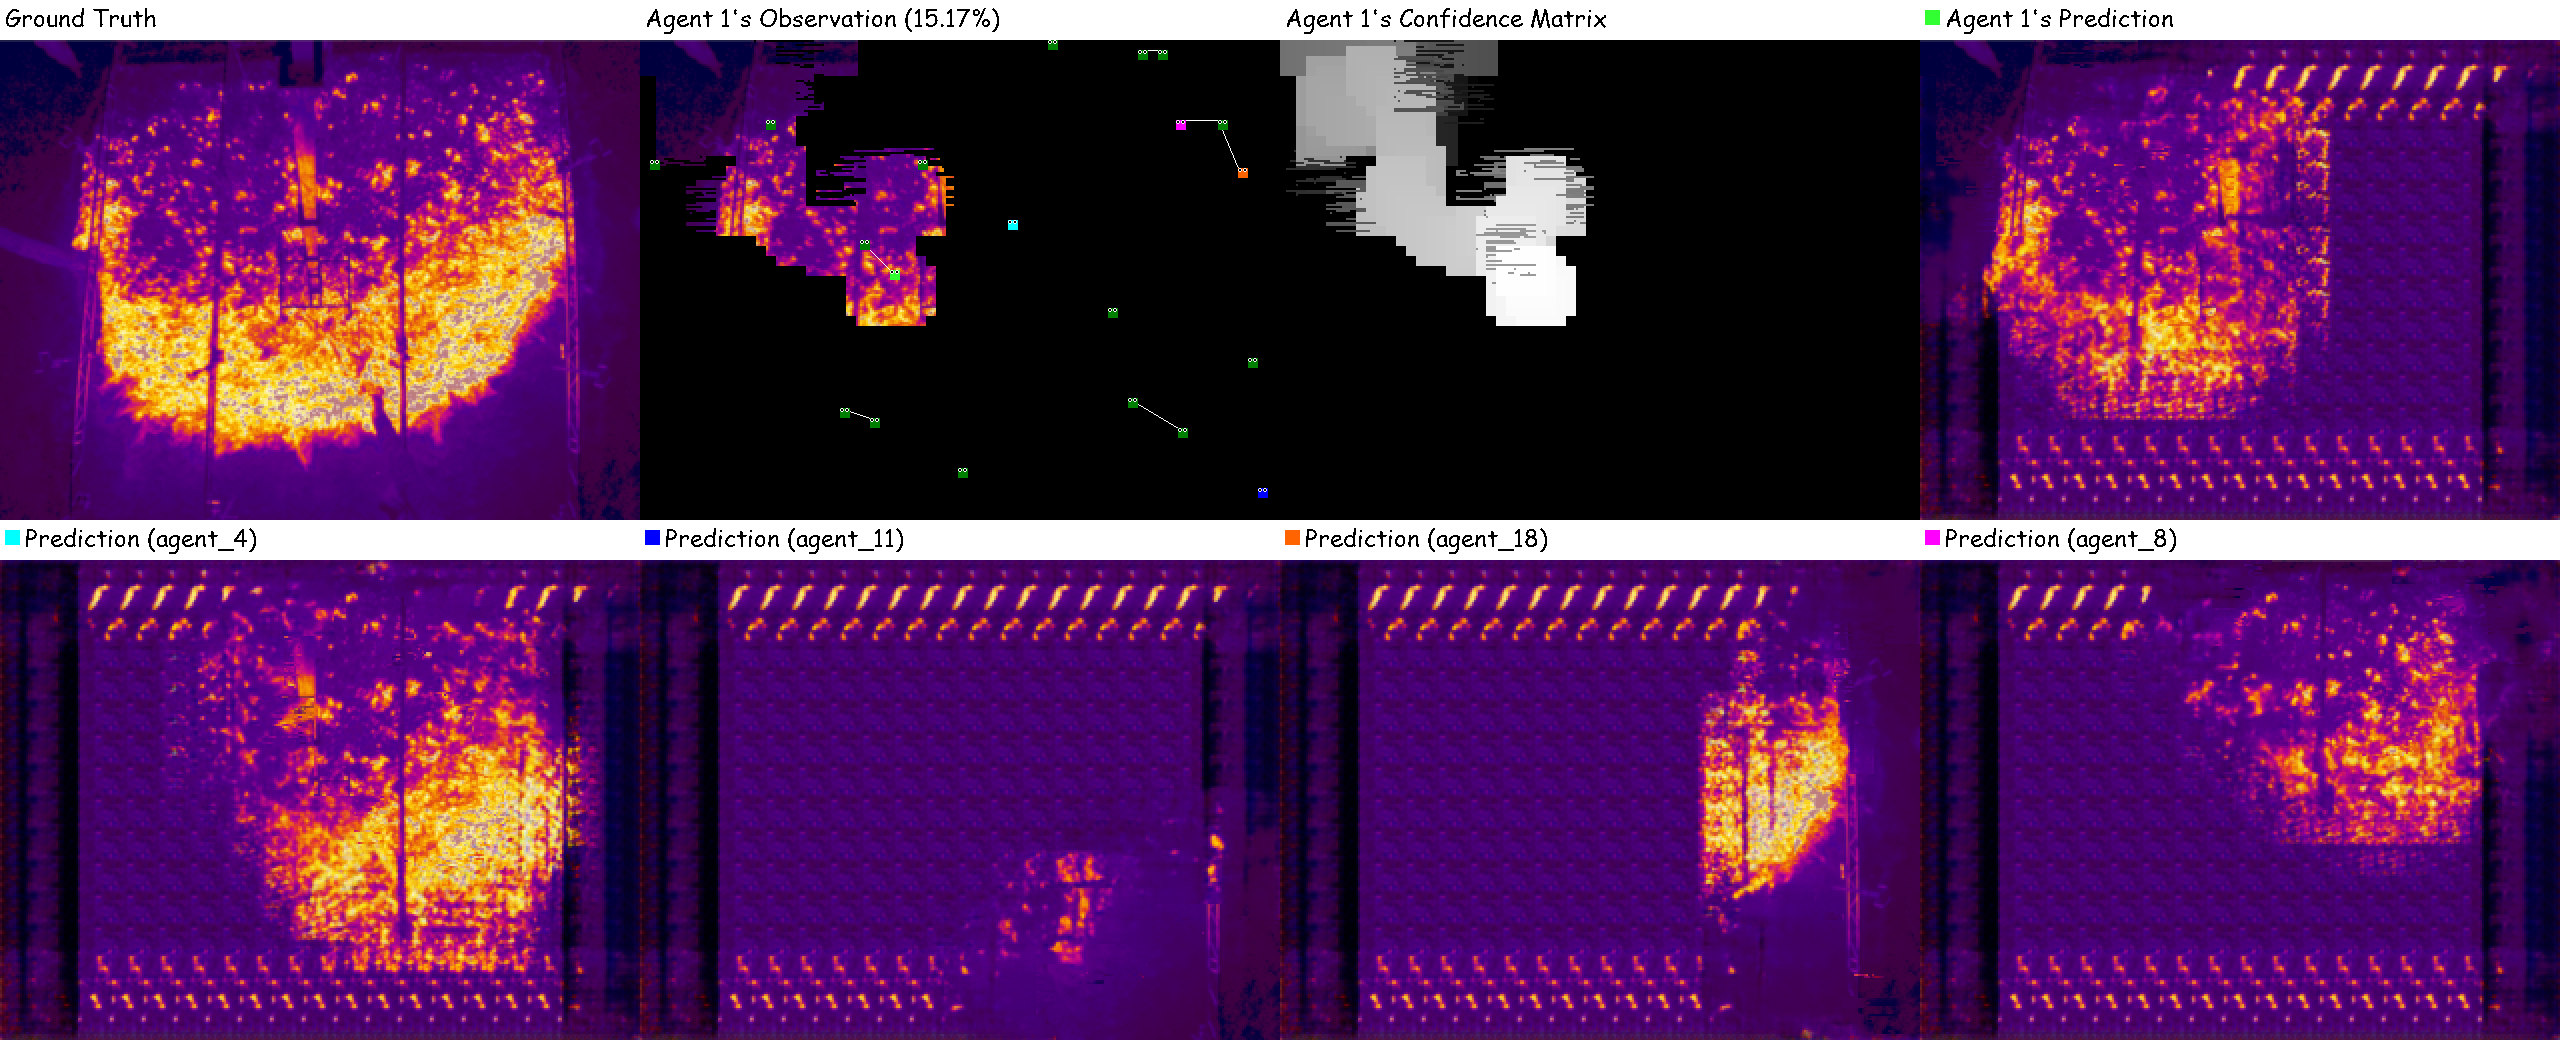 Ground Truth
Agent 1's Observation (15.17%)
Agent 1's Confidence Matrix
Agent 1's Prediction
Prediction (agent_4)
Prediction (agent_11)
Prediction (agent_18)
Prediction (agent_8)